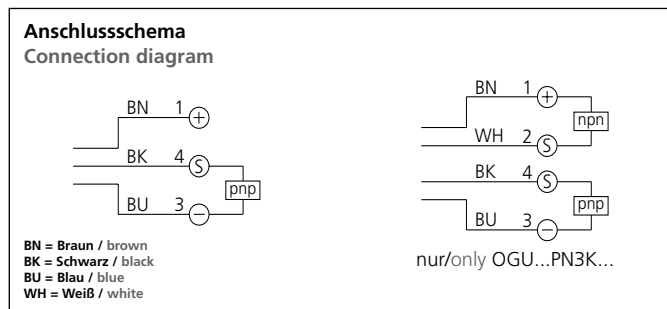 Anschlussschema
Connection diagram
BN 1 +
BK 4 S
pnp
BU 3 −
BN = Braun / brown
BK = Schwarz / black
BU = Blau / blue
WH = Weiß / white
BN 1 +
npn
WH 2 S
BK 4 S
pnp
BU 3 −
nur/only OGU...PN3K...